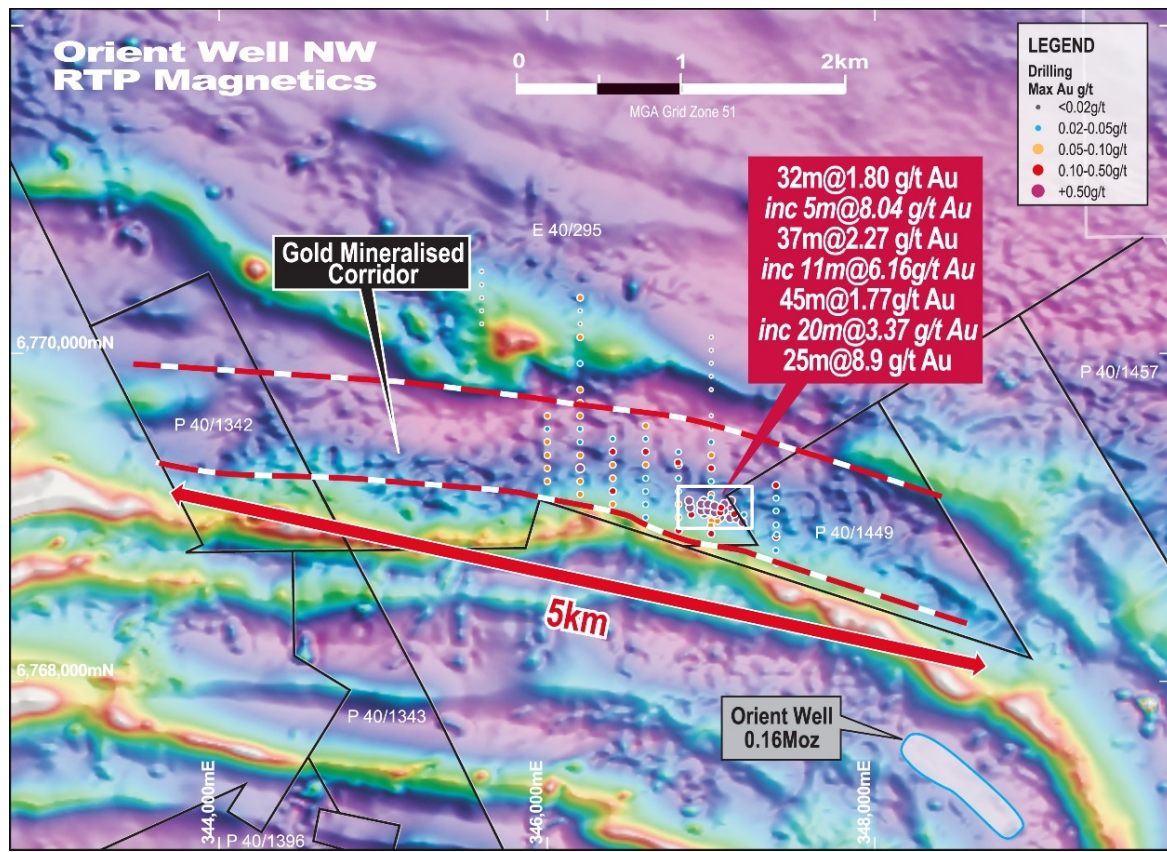 Orient Well NW
RTP Magnetics
0 1 2km
MGA Grid Zone 51
LEGEND
Drilling
Max Au g/t
<0.02g/t
0.02-0.05g/t
0.05-0.10g/t
0.10-0.50g/t
+0.50g/t
32m@1.80 g/t Au
inc 5m@8.04 g/t Au
37m@2.27 g/t Au
inc 11m@6.16g/t Au
45m@1.77g/t Au
inc 20m@3.37 g/t Au
25m@8.9 g/t Au
E 40/295
Gold Mineralised
Corridor
6,770,000mN
P 40/1457
P 40/1342
P 40/1449
5km
6,768,000mN
P 40/1343
Orient Well
0.16Moz
344,000mE
346,000mE
348,000mE
P 40/1396